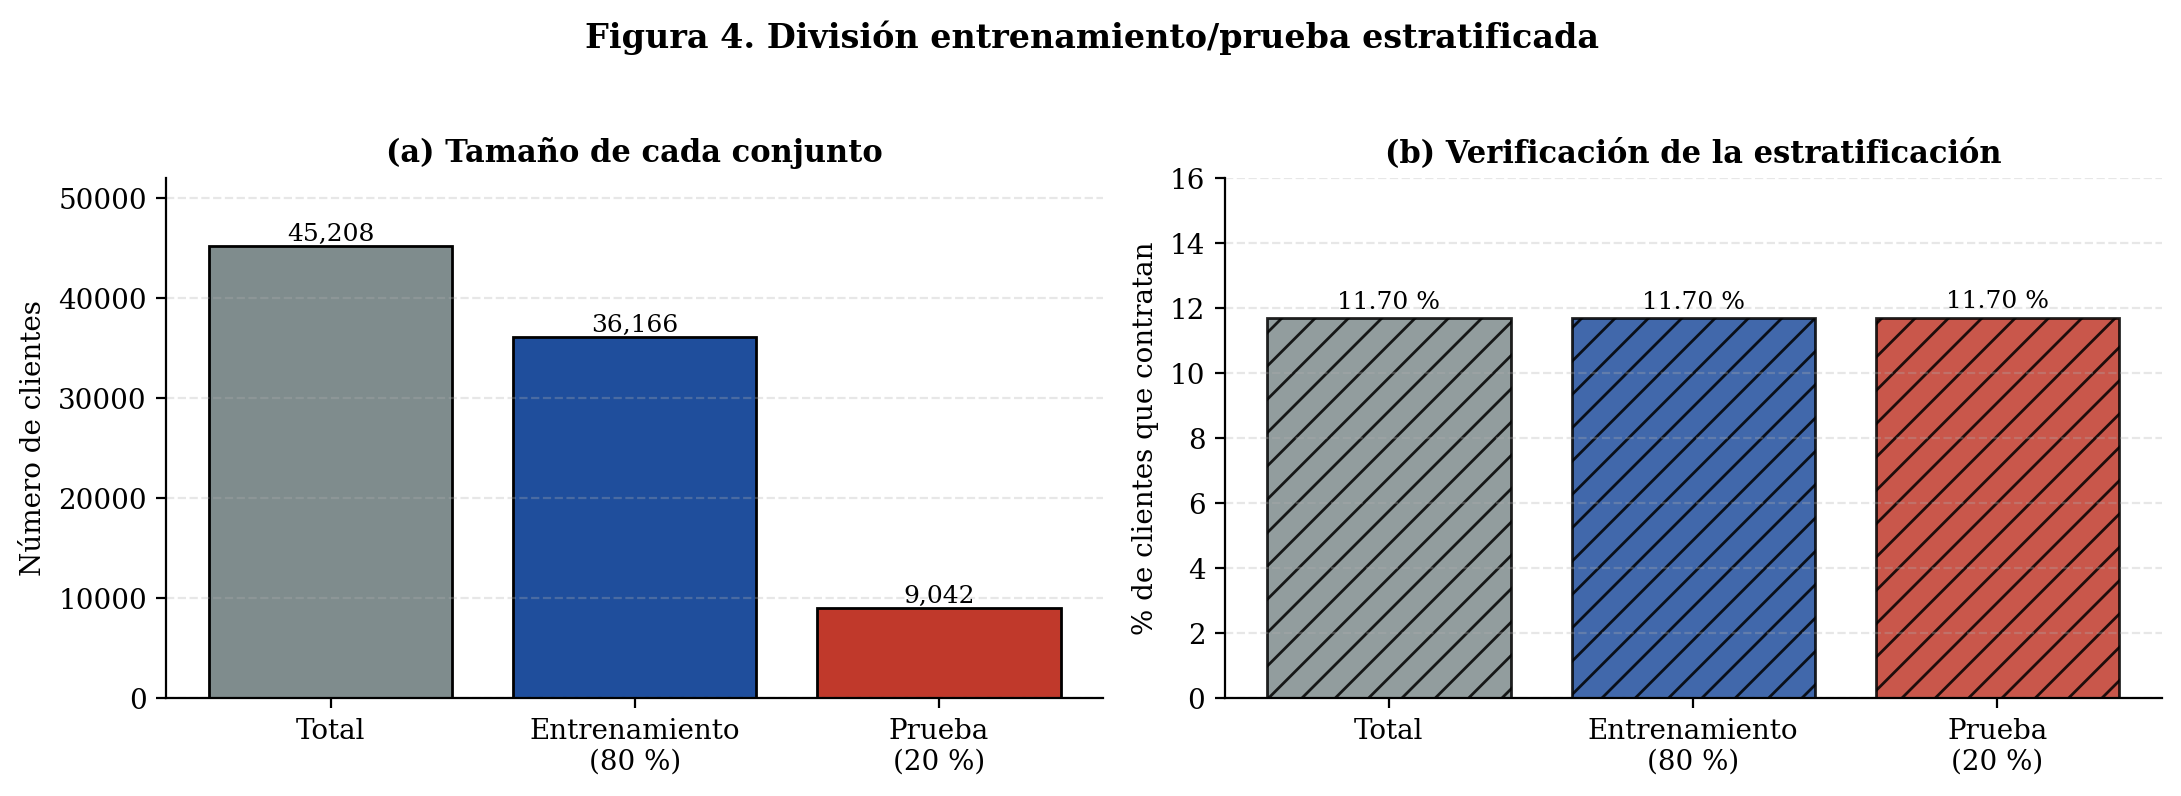 Figura 4. División entrenamiento/prueba estratificada
(a) Tamaño de cada conjunto
Número de clientes
50000
40000
30000
20000
10000
0
45,208
36,166
9,042
Total
Entrenamiento
(80 %)
Prueba
(20 %)
(b) Verificación de la estratificación
% de clientes que contratan
16
14
12
10
8
6
4
2
0
11.70 %
11.70 %
11.70 %
Total
Entrenamiento
(80 %)
Prueba
(20 %)